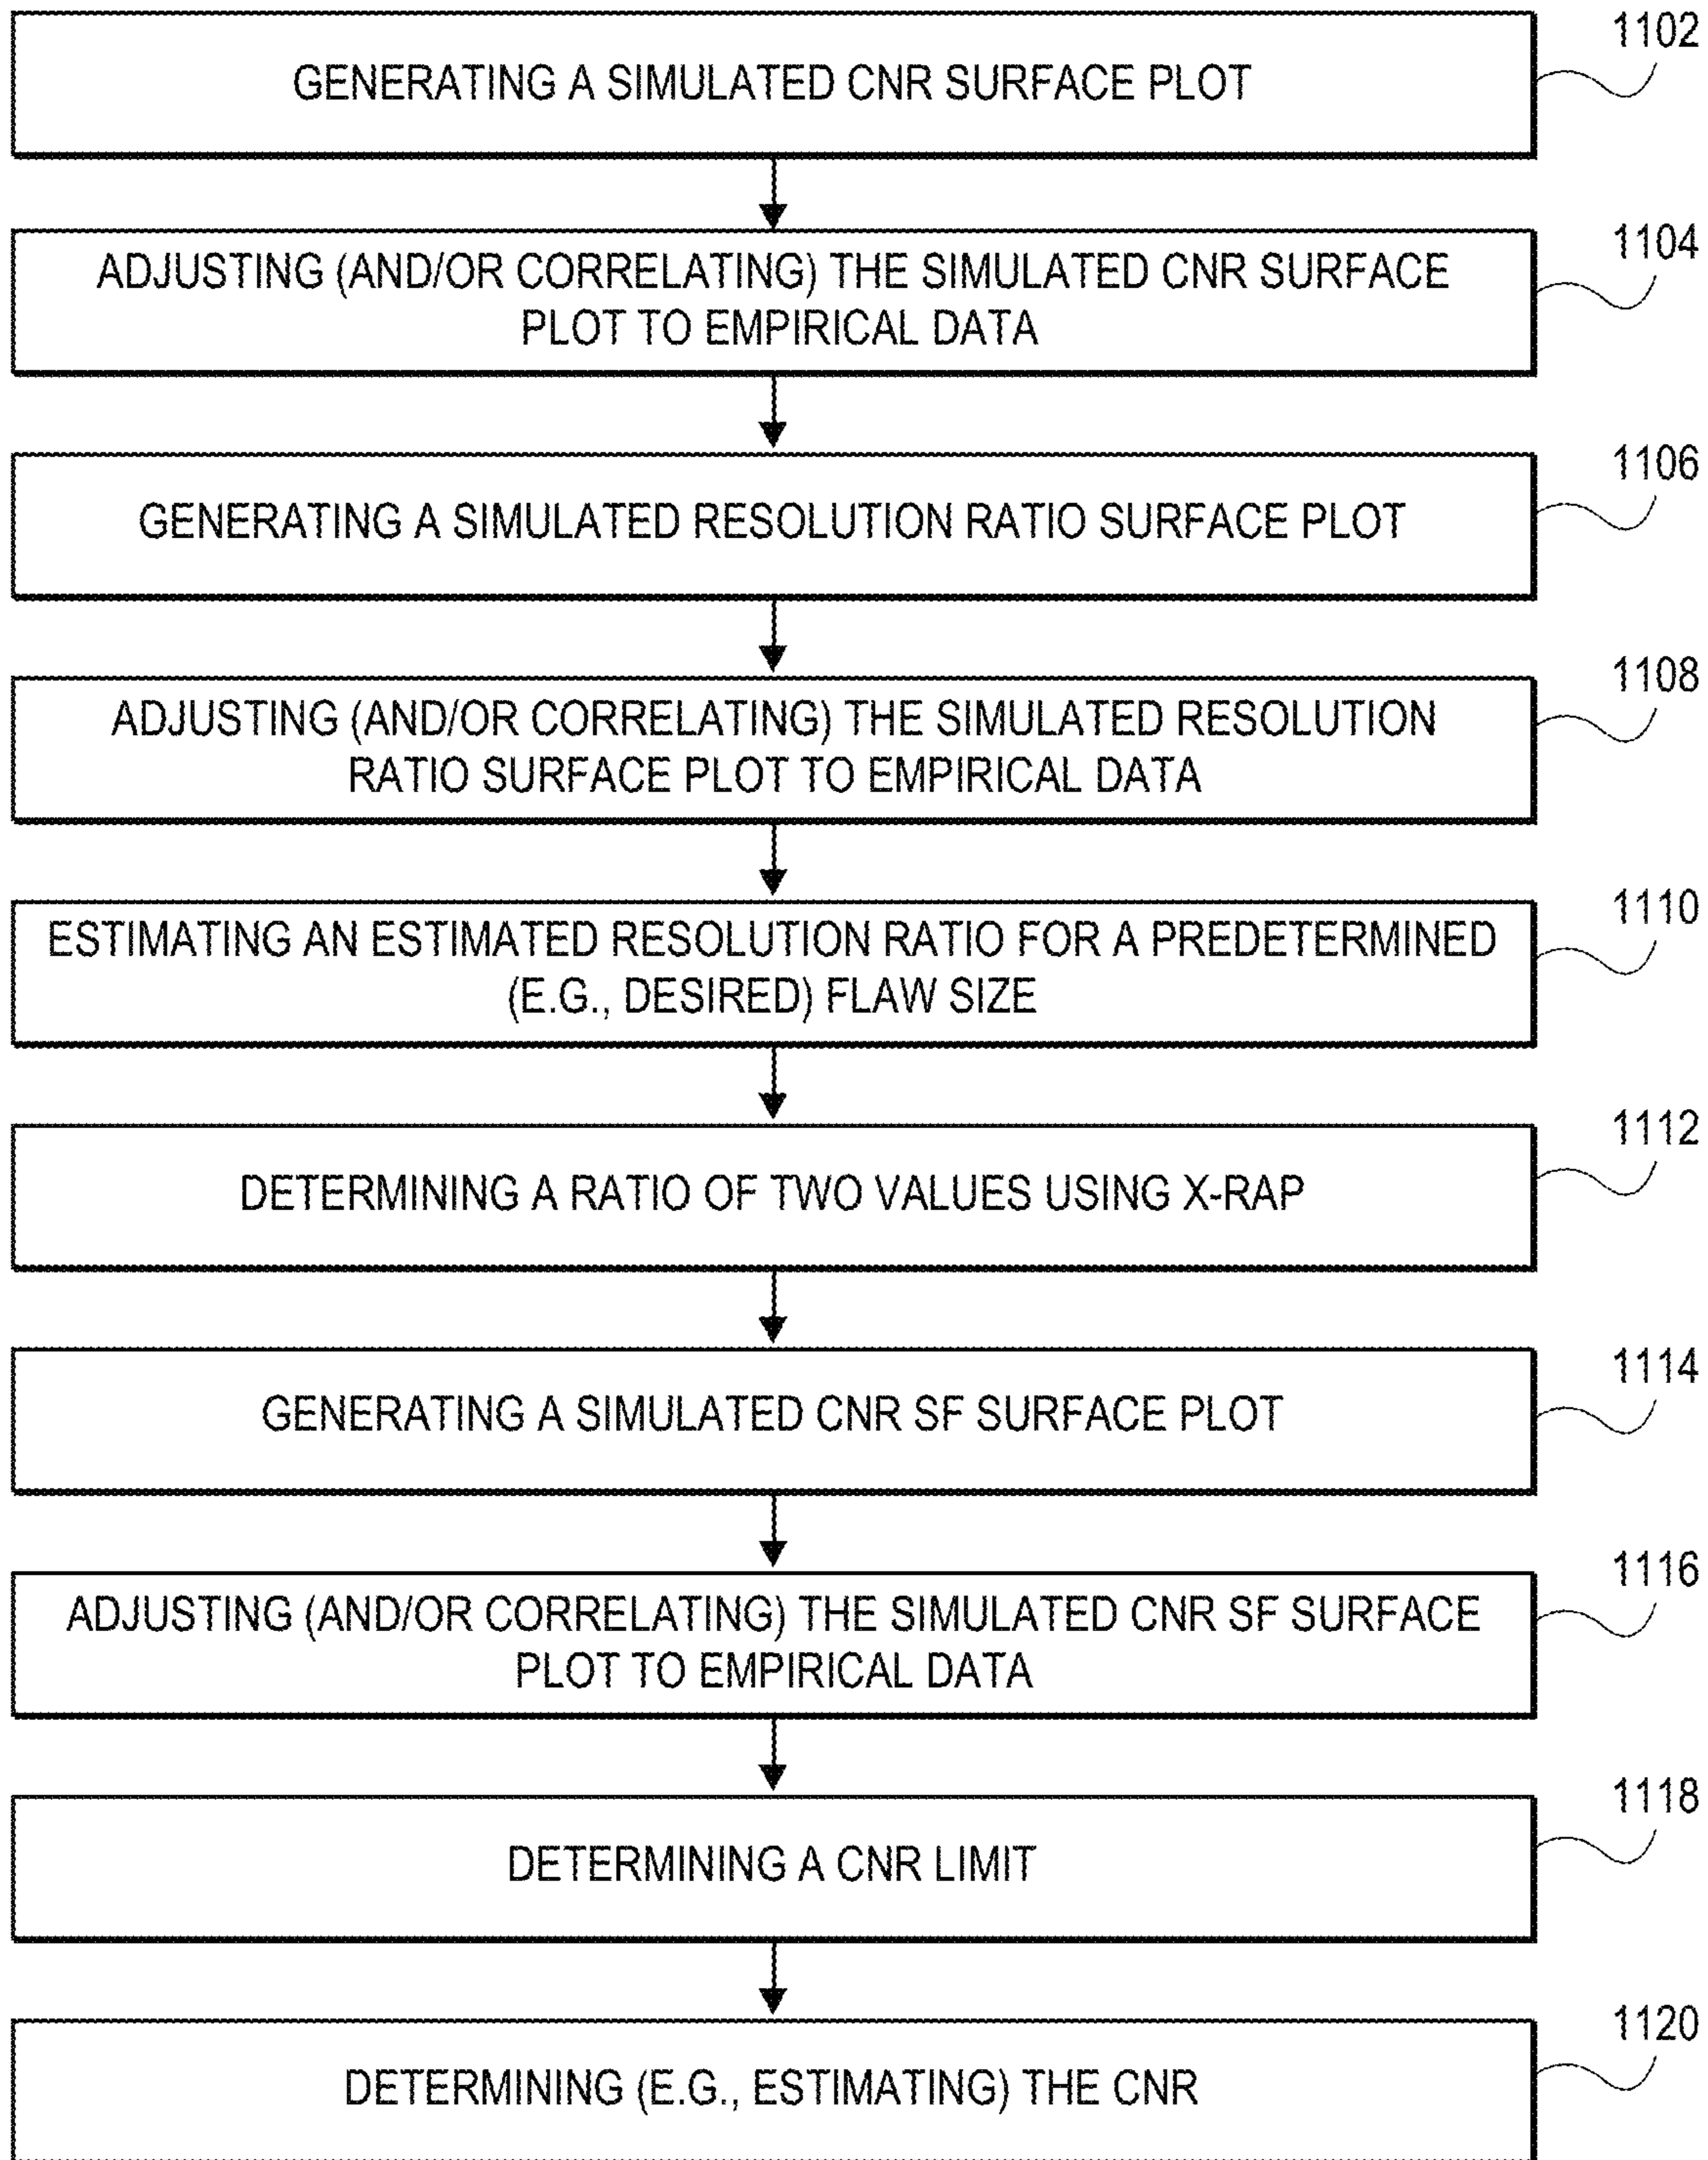 1102
GENERATING A SIMULATED CNR SURFACE PLOT
1104
ADJUSTING (AND/OR CORRELATING) THE SIMULATED CNR SURFACE
PLOT TO EMPIRICAL DATA
1106
GENERATING A SIMULATED RESOLUTION RATIO SURFACE PLOT
1108
ADJUSTING (AND/OR CORRELATING) THE SIMULATED RESOLUTION
RATIO SURFACE PLOT TO EMPIRICAL DATA
1110
ESTIMATING AN ESTIMATED RESOLUTION RATIO FOR A PREDETERMINED
(E.G., DESIRED) FLAW SIZE
1112
DETERMINING A RATIO OF TWO VALUES USING X-RAP
1114
GENERATING A SIMULATED CNR SF SURFACE PLOT
1116
ADJUSTING (AND/OR CORRELATING) THE SIMULATED CNR SF SURFACE
PLOT TO EMPIRICAL DATA
1118
DETERMINING A CNR LIMIT
1120
DETERMINING (E.G., ESTIMATING) THE CNR